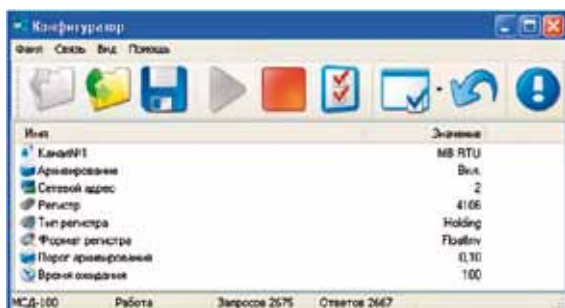 Конфигуратор
Файл Связь Вид Помощь
Имя Значение
Канал№1 MB RTU
Архивирование Вкл.
Сетевой адрес 2
Регистр 4106
Тип регистра Holding
Формат регистра FloatInv
Порог архивирования 0,10
Время ожидания 100
МСД-100 Работа Запросов 2675 Ответов 2667